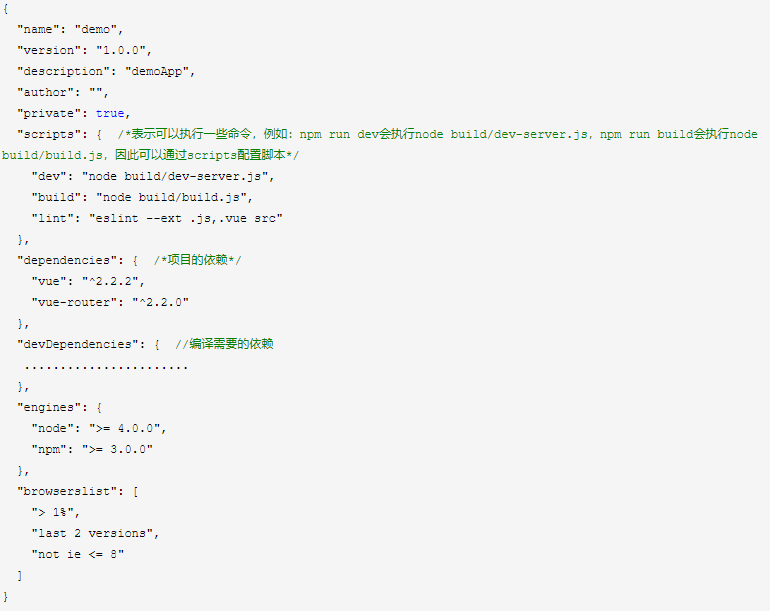 {
  "name": "demo",
  "version": "1.0.0",
  "description": "demoApp",
  "author": "",
  "private": true,
  "scripts": {  /*表示可以执行一些命令，例如：npm run dev会执行node build/dev-server.js，npm run build会执行node
build/build.js，因此可以通过scripts配置脚本*/
    "dev": "node build/dev-server.js",
    "build": "node build/build.js",
    "lint": "eslint --ext .js,.vue src"
  },
  "dependencies": {  /*项目的依赖*/
    "vue": "^2.2.2",
    "vue-router": "^2.2.0"
  },
  "devDependencies": {  //编译需要的依赖
   .......................
  },
  "engines": {
    "node": ">= 4.0.0",
    "npm": ">= 3.0.0"
  },
  "browserslist": [
    "> 1%",
    "last 2 versions",
    "not ie <= 8"
  ]
}